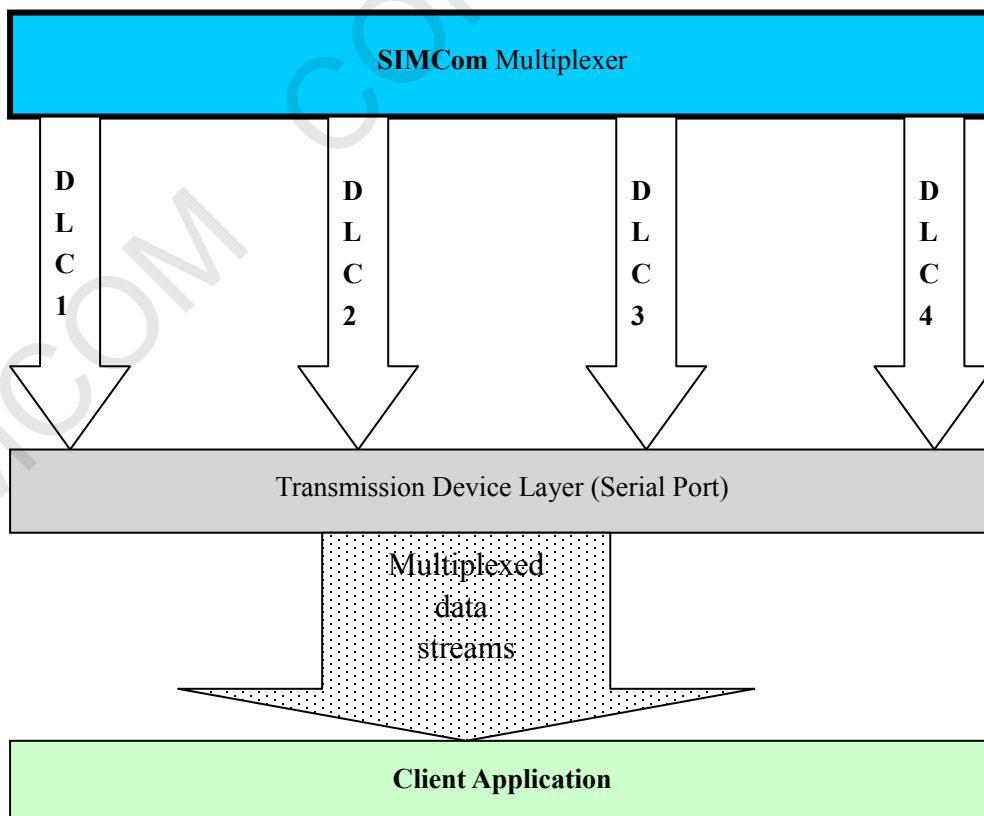 SIMCom Multiplexer
D
L
C
1
D
L
C
2
D
L
C
3
D
L
C
4
Transmission Device Layer (Serial Port)
Multiplexed
data
streams
Client Application